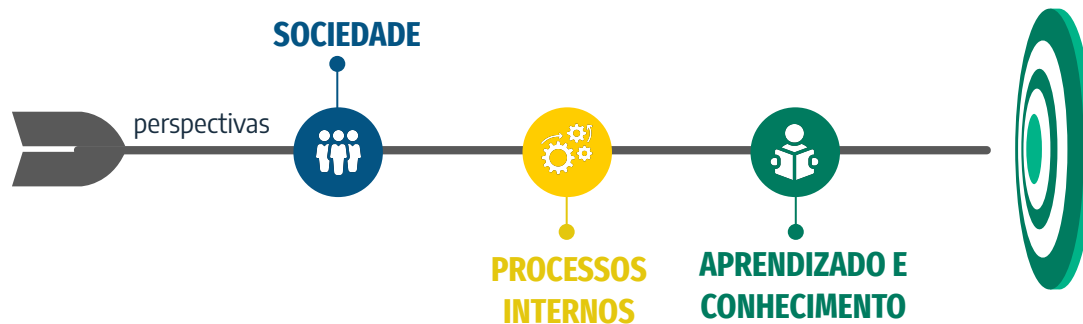 SOCIEDADE
perspectivas
PROCESSOS
INTERNOS
APRENDIZADO E
CONHECIMENTO